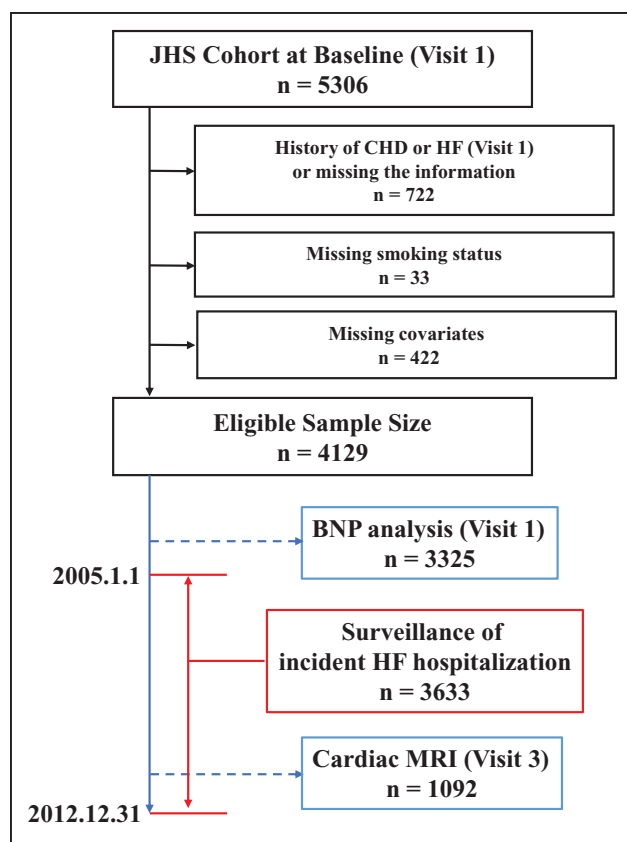 JHS Cohort at Baseline (Visit 1)
n = 5306
History of CHD or HF (Visit 1)
or missing the information
n = 722
Missing smoking status
n = 33
Missing covariates
n = 422
Eligible Sample Size
n = 4129
BNP analysis (Visit 1)
n = 3325
2005.1.1
Surveillance of
incident HF hospitalization
n = 3633
Cardiac MRI (Visit 3)
n = 1092
2012.12.31